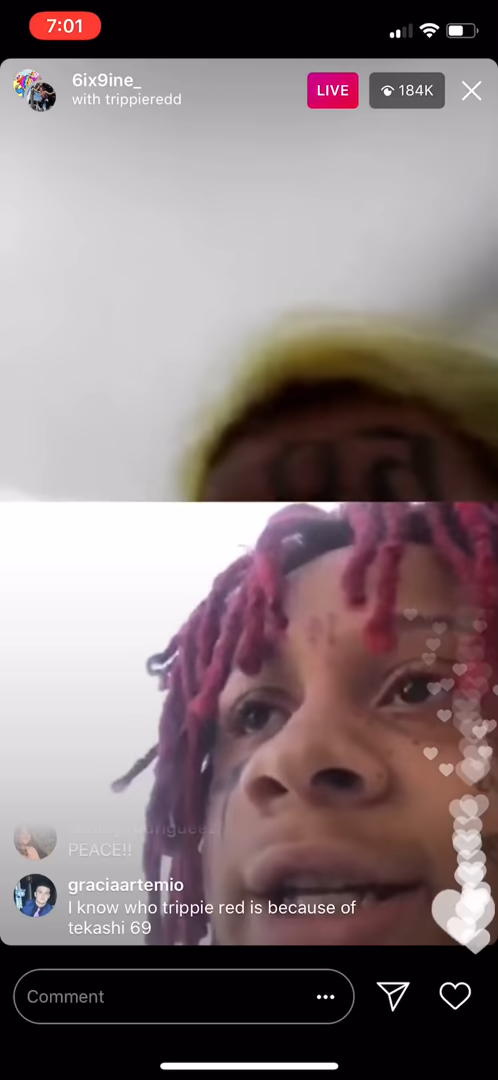 7:01
6ix9ine_
with trippieredd
LIVE
184K
PEACE!!
graciaartemio
I know who trippie red is because of
tekashi 69
Comment